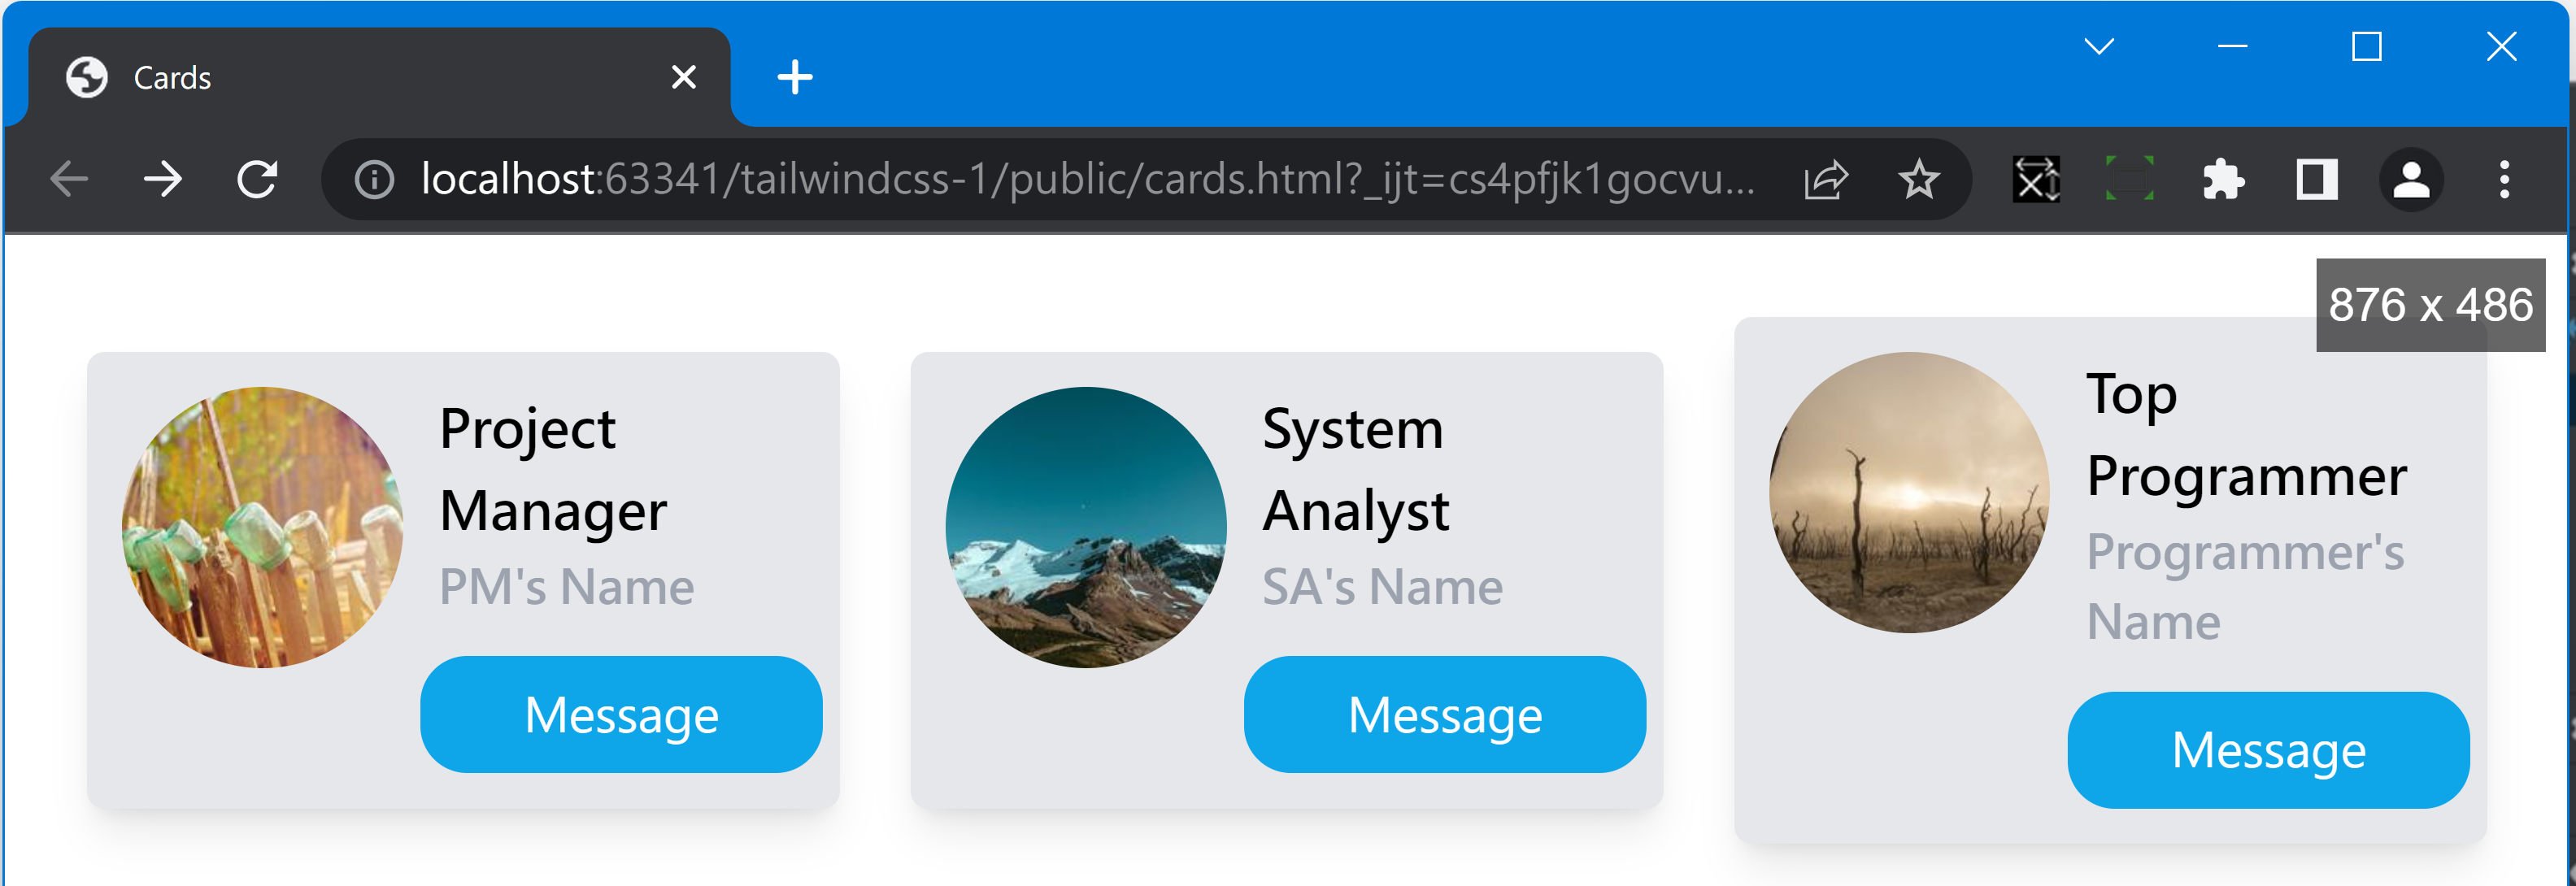 Cards
localhost:63341/tailwindcss-1/public/cards.html?_ijt=cs4pfjk1gocvu...
876 x 486
Project
Manager
PM's Name
Message
System
Analyst
SA's Name
Message
Top
Programmer
Programmer's
Name
Message